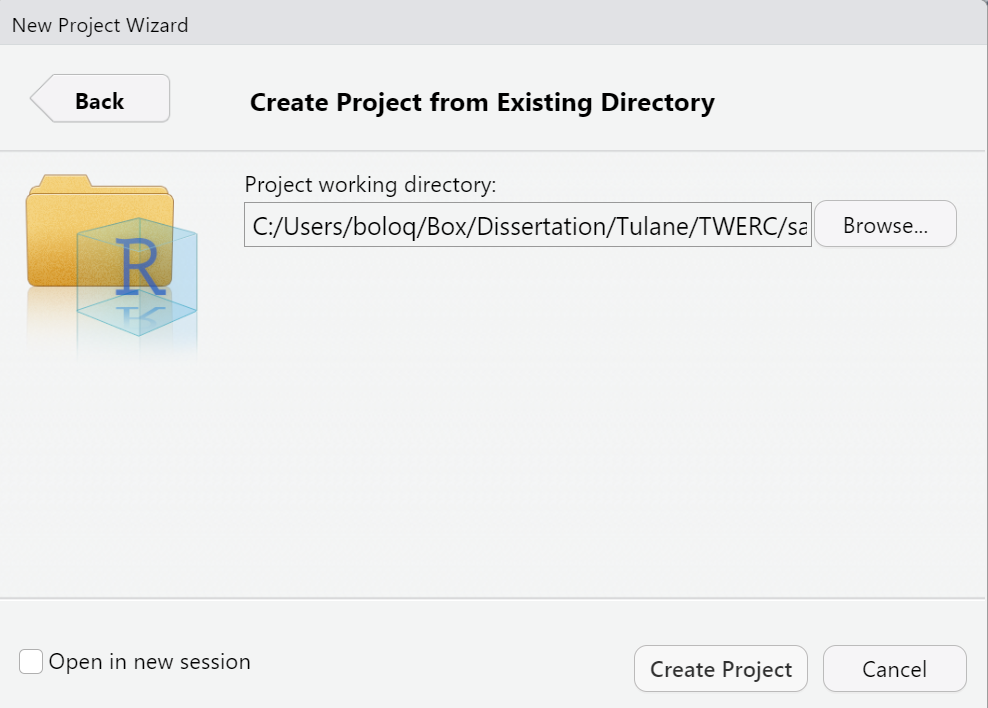 New Project Wizard
Back
Create Project from Existing Directory
Project working directory:
C:/Users/boloq/Box/Dissertation/Tulane/TWERC/sa
Browse...
R
Open in new session
Create Project
Cancel